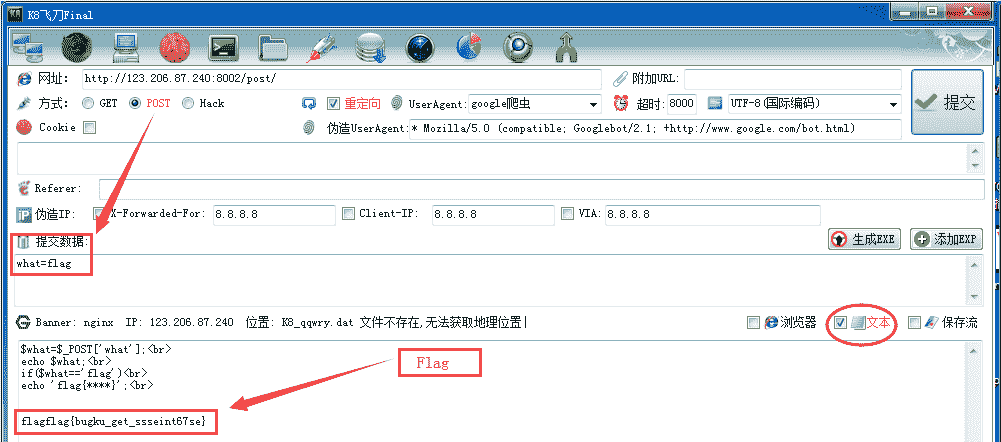 K8飞刀Final
网址: http://123.206.87.240:8002/post/ 附加URL:
方式: GET POST Hack 重定向 UserAgent: google爬虫 超时: 8000 UTF-8(国际编码) 提交
Cookie 伪造UserAgent: * Mozilla/5.0 (compatible; Googlebot/2.1; +http://www.google.com/bot.html)
Referer:
伪造IP: X-Forwarded-For: 8.8.8.8 Client-IP: 8.8.8.8 VIA: 8.8.8.8
提交数据: 生成EXE 添加EXP
what=flag
Banner: nginx IP: 123.206.87.240 位置: K8_qqwry.dat 文件不存在,无法获取地理位置| 浏览器 文本 保存流
$what=$_POST['what'];<br>
echo $what;<br>
if($what=='flag')<br>
echo 'flag{****}';<br>
Flag
flagflag{bugku_get_ssseint67se}